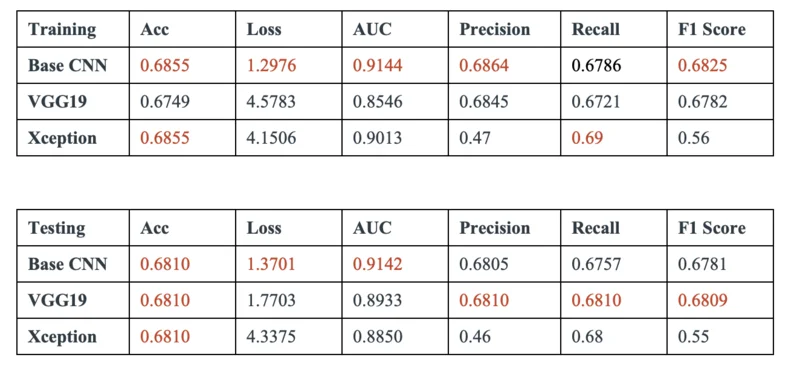 Training Acc Loss AUC Precision Recall F1 Score
Base CNN 0.6855 1.2976 0.9144 0.6864 0.6786 0.6825
VGG19 0.6749 4.5783 0.8546 0.6845 0.6721 0.6782
Xception 0.6855 4.1506 0.9013 0.47 0.69 0.56
Testing Acc Loss AUC Precision Recall F1 Score
Base CNN 0.6810 1.3701 0.9142 0.6805 0.6757 0.6781
VGG19 0.6810 1.7703 0.8933 0.6810 0.6810 0.6809
Xception 0.6810 4.3375 0.8850 0.46 0.68 0.55